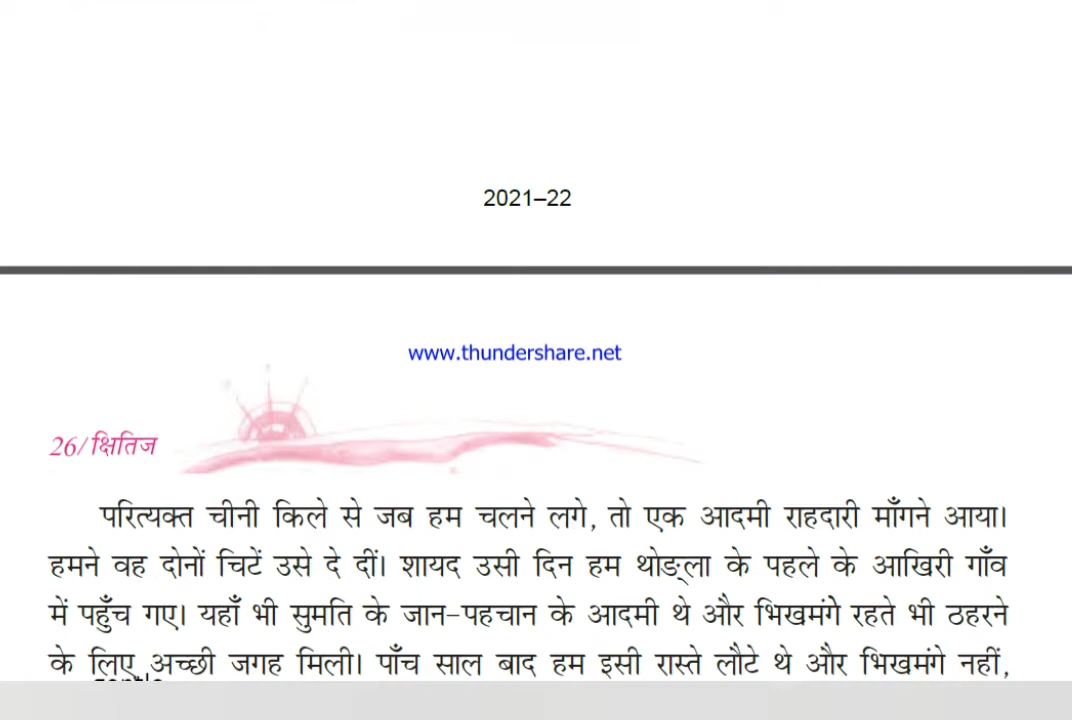 2021–22
www.thundershare.net
26/क्षितिज
परित्यक्त चीनी किले से जब हम चलने लगे, तो एक आदमी राहदारी माँगने आया।
हमने वह दोनों चिटें उसे दे दीं। शायद उसी दिन हम थोङ्ला के पहले के आखिरी गाँव
में पहुँच गए। यहाँ भी सुमति के जान-पहचान के आदमी थे और भिखमंगे रहते भी ठहरने
के लिए अच्छी जगह मिली। पाँच साल बाद हम इसी रास्ते लौटे थे और भिखमंगे नहीं,